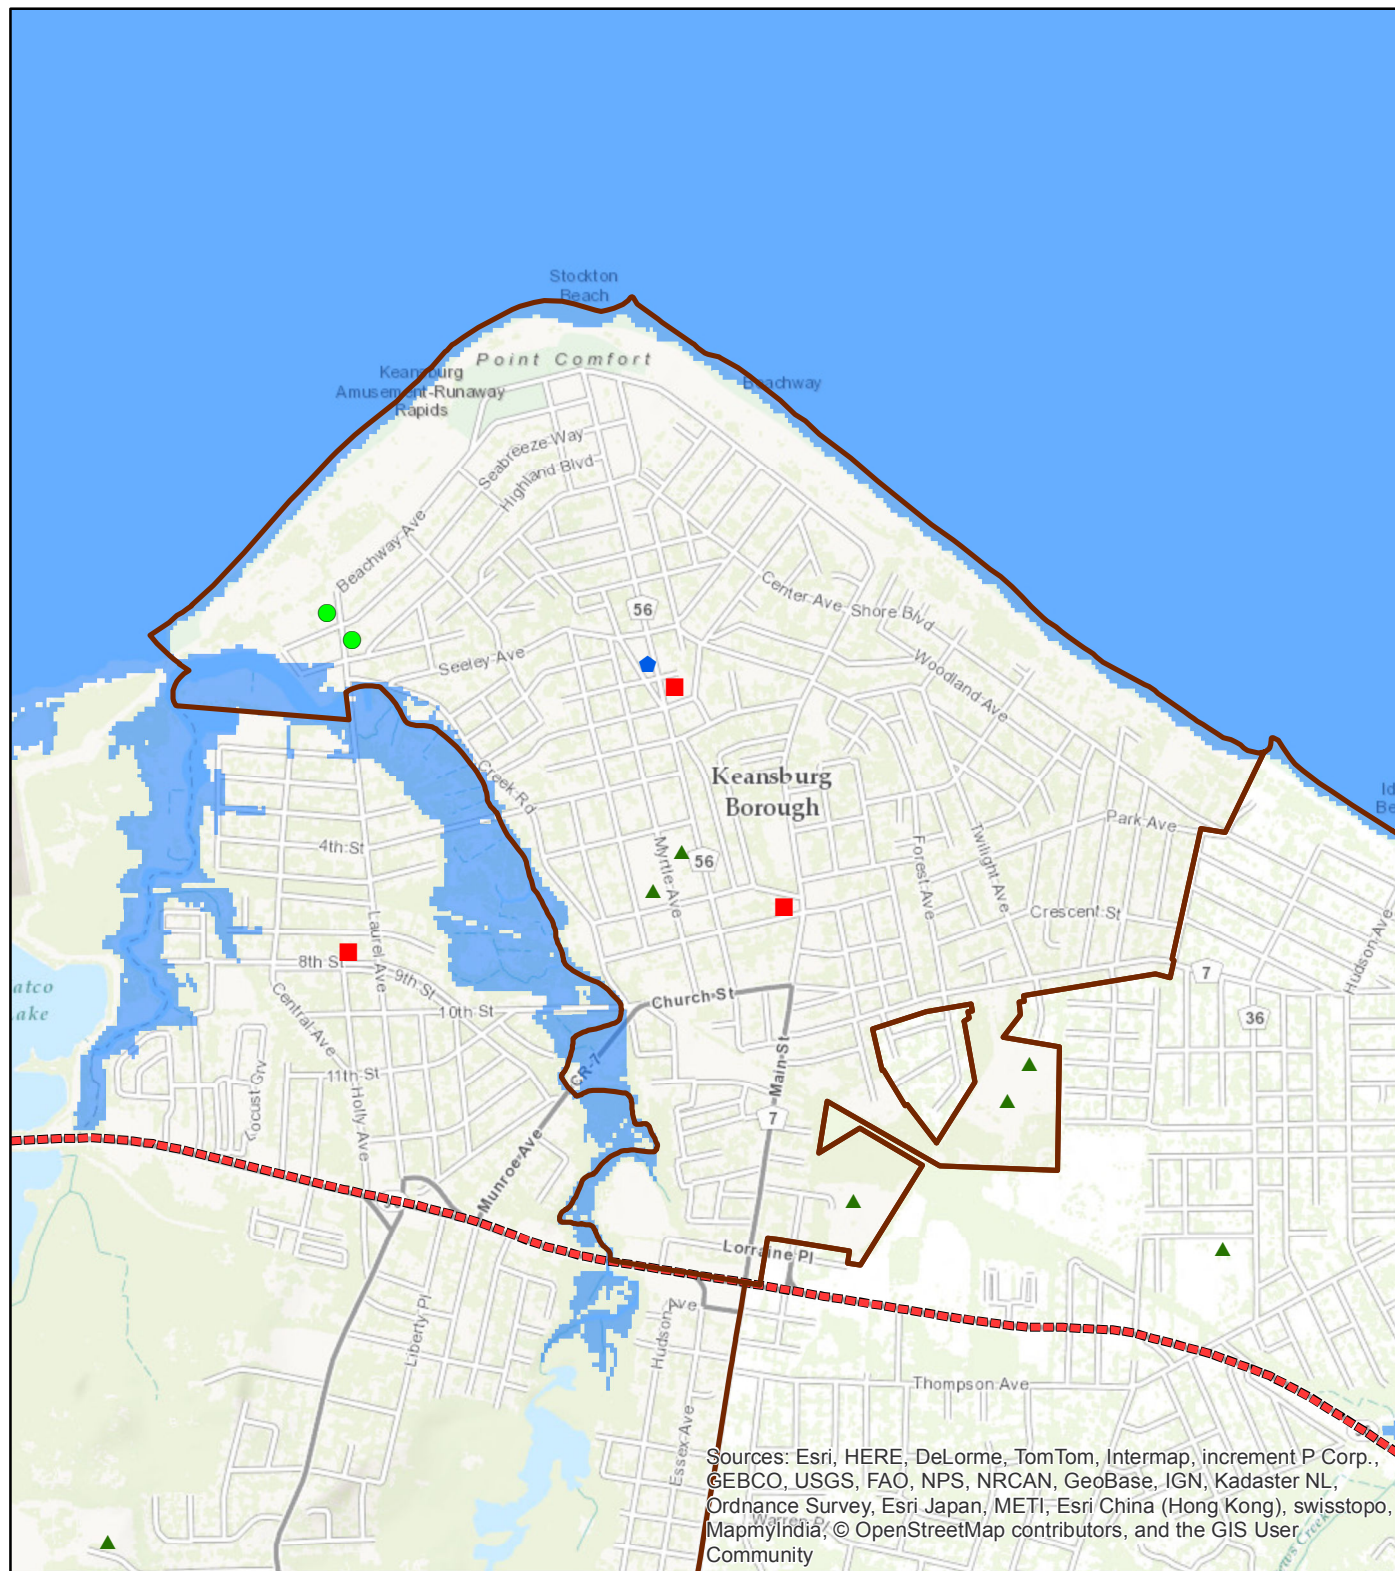 Stockton
Beach
Point Comfort
Keansburg
Amusement-Runaway
Rapids
Beachway
Seabreeze Way
Highland Blvd
Beachway Ave
Center Ave
Shore Blvd
56
Seeley Ave
Woodland Ave
Creek Rd
Keansburg
Borough
Park Ave
4th St
Myrtle Ave
56
Forest Ave
Twilight Ave
Crescent St
Laurel Ave
Hudson Ave
8th St
9th St
7
Central Ave
10th St
Church St
36
CR-7
Main St
11th St
Locust Grv
Holly Ave
7
Munroe Ave
Lorraine Pl
Ave
Hudson
Liberty Pl
Thompson Ave
Essex Ave
Sources: Esri, HERE, DeLorme, TomTom, Intermap, increment P Corp.,
GEBCO, USGS, FAO, NPS, NRCAN, GeoBase, IGN, Kadaster NL,
Ordnance Survey, Esri Japan, METI, Esri China (Hong Kong), swisstopo,
MapmyIndia, © OpenStreetMap contributors, and the GIS User
Community
Warren Pl